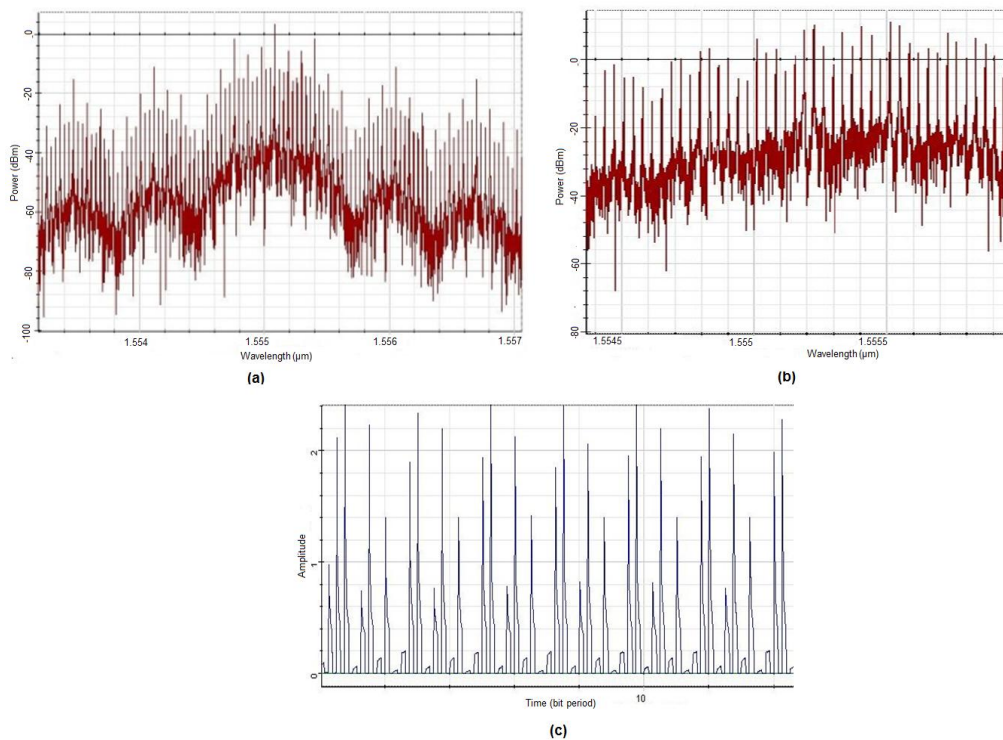 0
-20
-40
-60
-80
-100
Power (dBm)
1.554
1.555
1.556
1.557
Wavelength (µm)
(a)
0
-20
-40
-60
-80
Power (dBm)
1.5545
1.555
1.5555
Wavelength (µm)
(b)
2
1
0
Amplitude
10
Time (bit period)
(c)